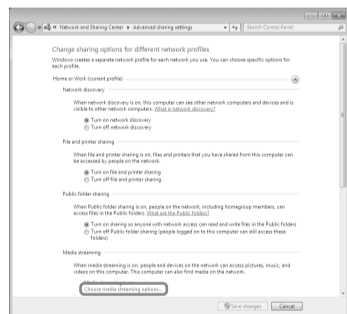 « Network and Sharing Center ▸ Advanced sharing settings
Search Control Panel
Change sharing options for different network profiles
Windows creates a separate network profile for each network you use. You can choose specific options for
each profile.
Home or Work (current profile)
Network discovery
When network discovery is on, this computer can see other network computers and devices and is
visible to other network computers. What is network discovery?
Turn on network discovery
Turn off network discovery
File and printer sharing
When file and printer sharing is on, files and printers that you have shared from this computer can
be accessed by people on the network.
Turn on file and printer sharing
Turn off file and printer sharing
Public folder sharing
When Public folder sharing is on, people on the network, including homegroup members, can
access files in the Public folders. What are the Public folders?
Turn on sharing so anyone with network access can read and write files in the Public folders
Turn off Public folder sharing (people logged on to this computer can still access these
folders)
Media streaming
When media streaming is on, people and devices on the network can access pictures, music, and
videos on this computer. This computer can also find media on the network.
Choose media streaming options...
Save changes
Cancel